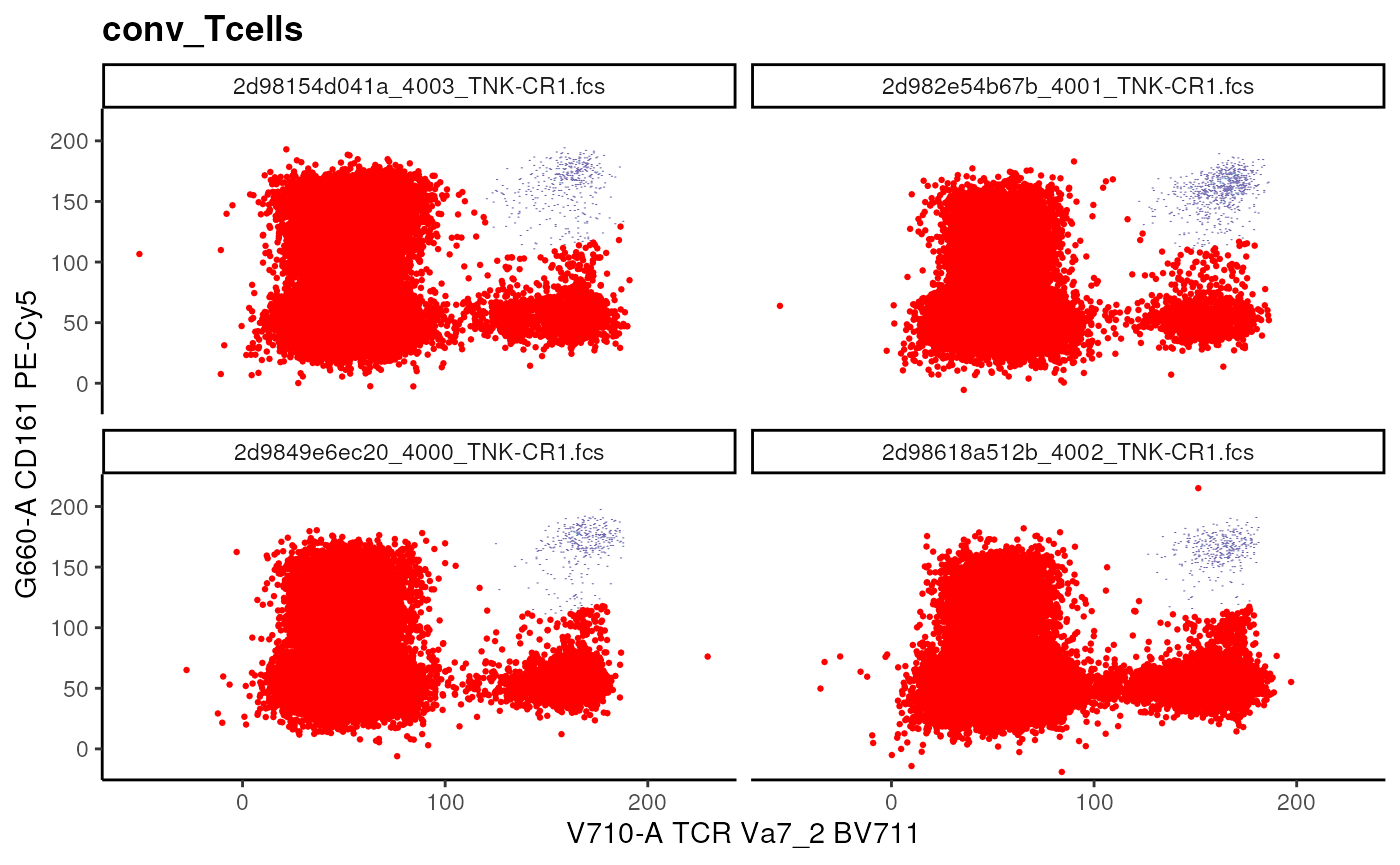 conv_Tcells
2d98154d041a_4003_TNK-CR1.fcs
2d982e54b67b_4001_TNK-CR1.fcs
200
150
100
50
0
2d9849e6ec20_4000_TNK-CR1.fcs
2d98618a512b_4002_TNK-CR1.fcs
200
150
100
50
0
G660-A CD161 PE-Cy5
0 100 200
0 100 200
V710-A TCR Va7_2 BV711